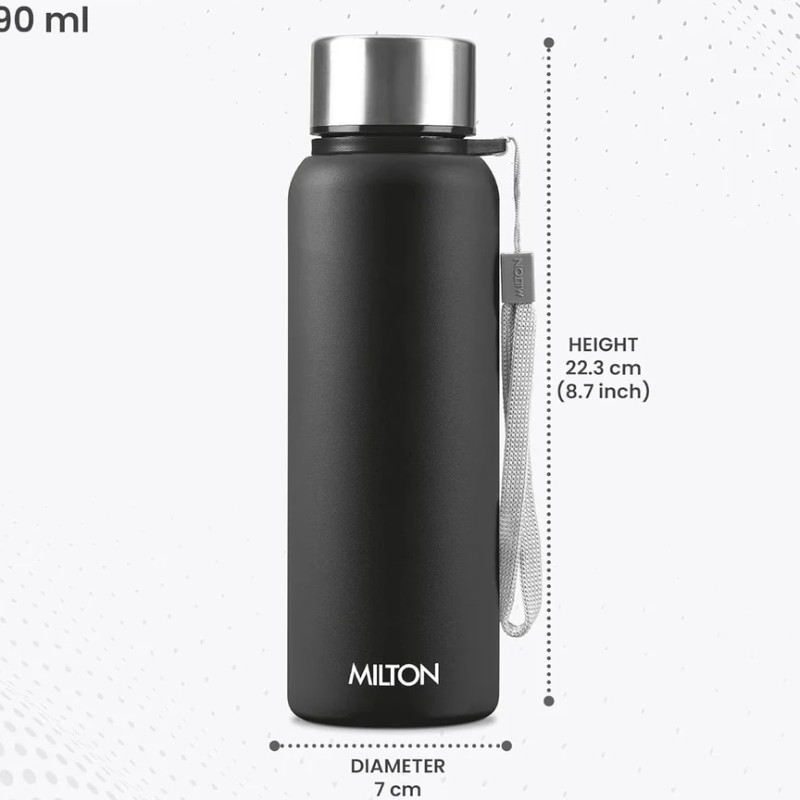 90 ml
MILTON
HEIGHT
22.3 cm
(8.7 inch)
MILTON
DIAMETER
7 cm